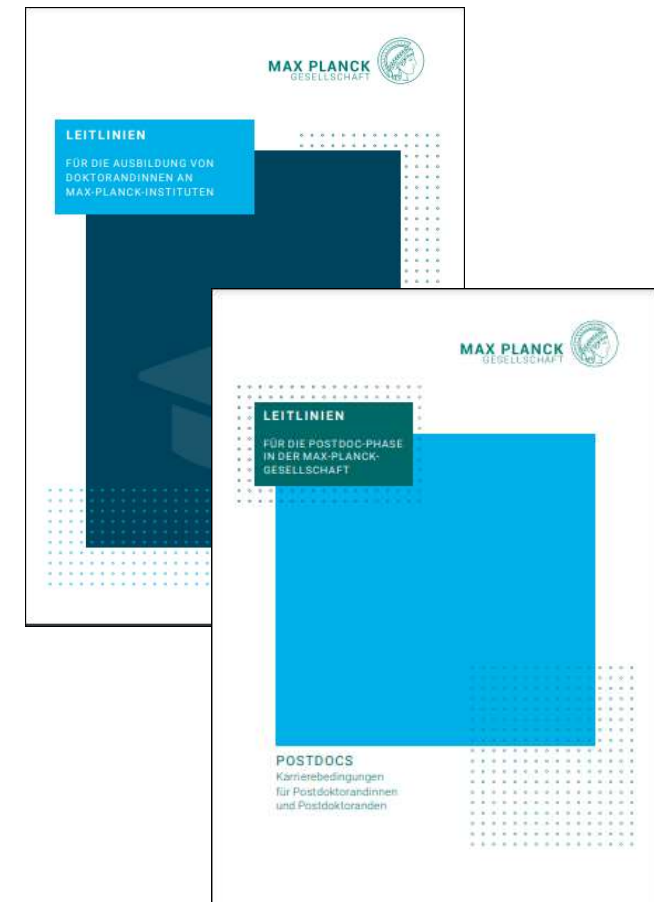 MAX PLANCK
GESELLSCHAFT
LEITLINIEN
FÜR DIE AUSBILDUNG VON
DOKTORANDINNEN AN
MAX-PLANCK-INSTITUTEN
MAX PLANCK
GESELLSCHAFT
LEITLINIEN
FÜR DIE POSTDOC-PHASE
IN DER MAX-PLANCK-
GESELLSCHAFT
POSTDOCS
Karrierebedingungen
für Postdoktorandinnen
und Postdoktoranden